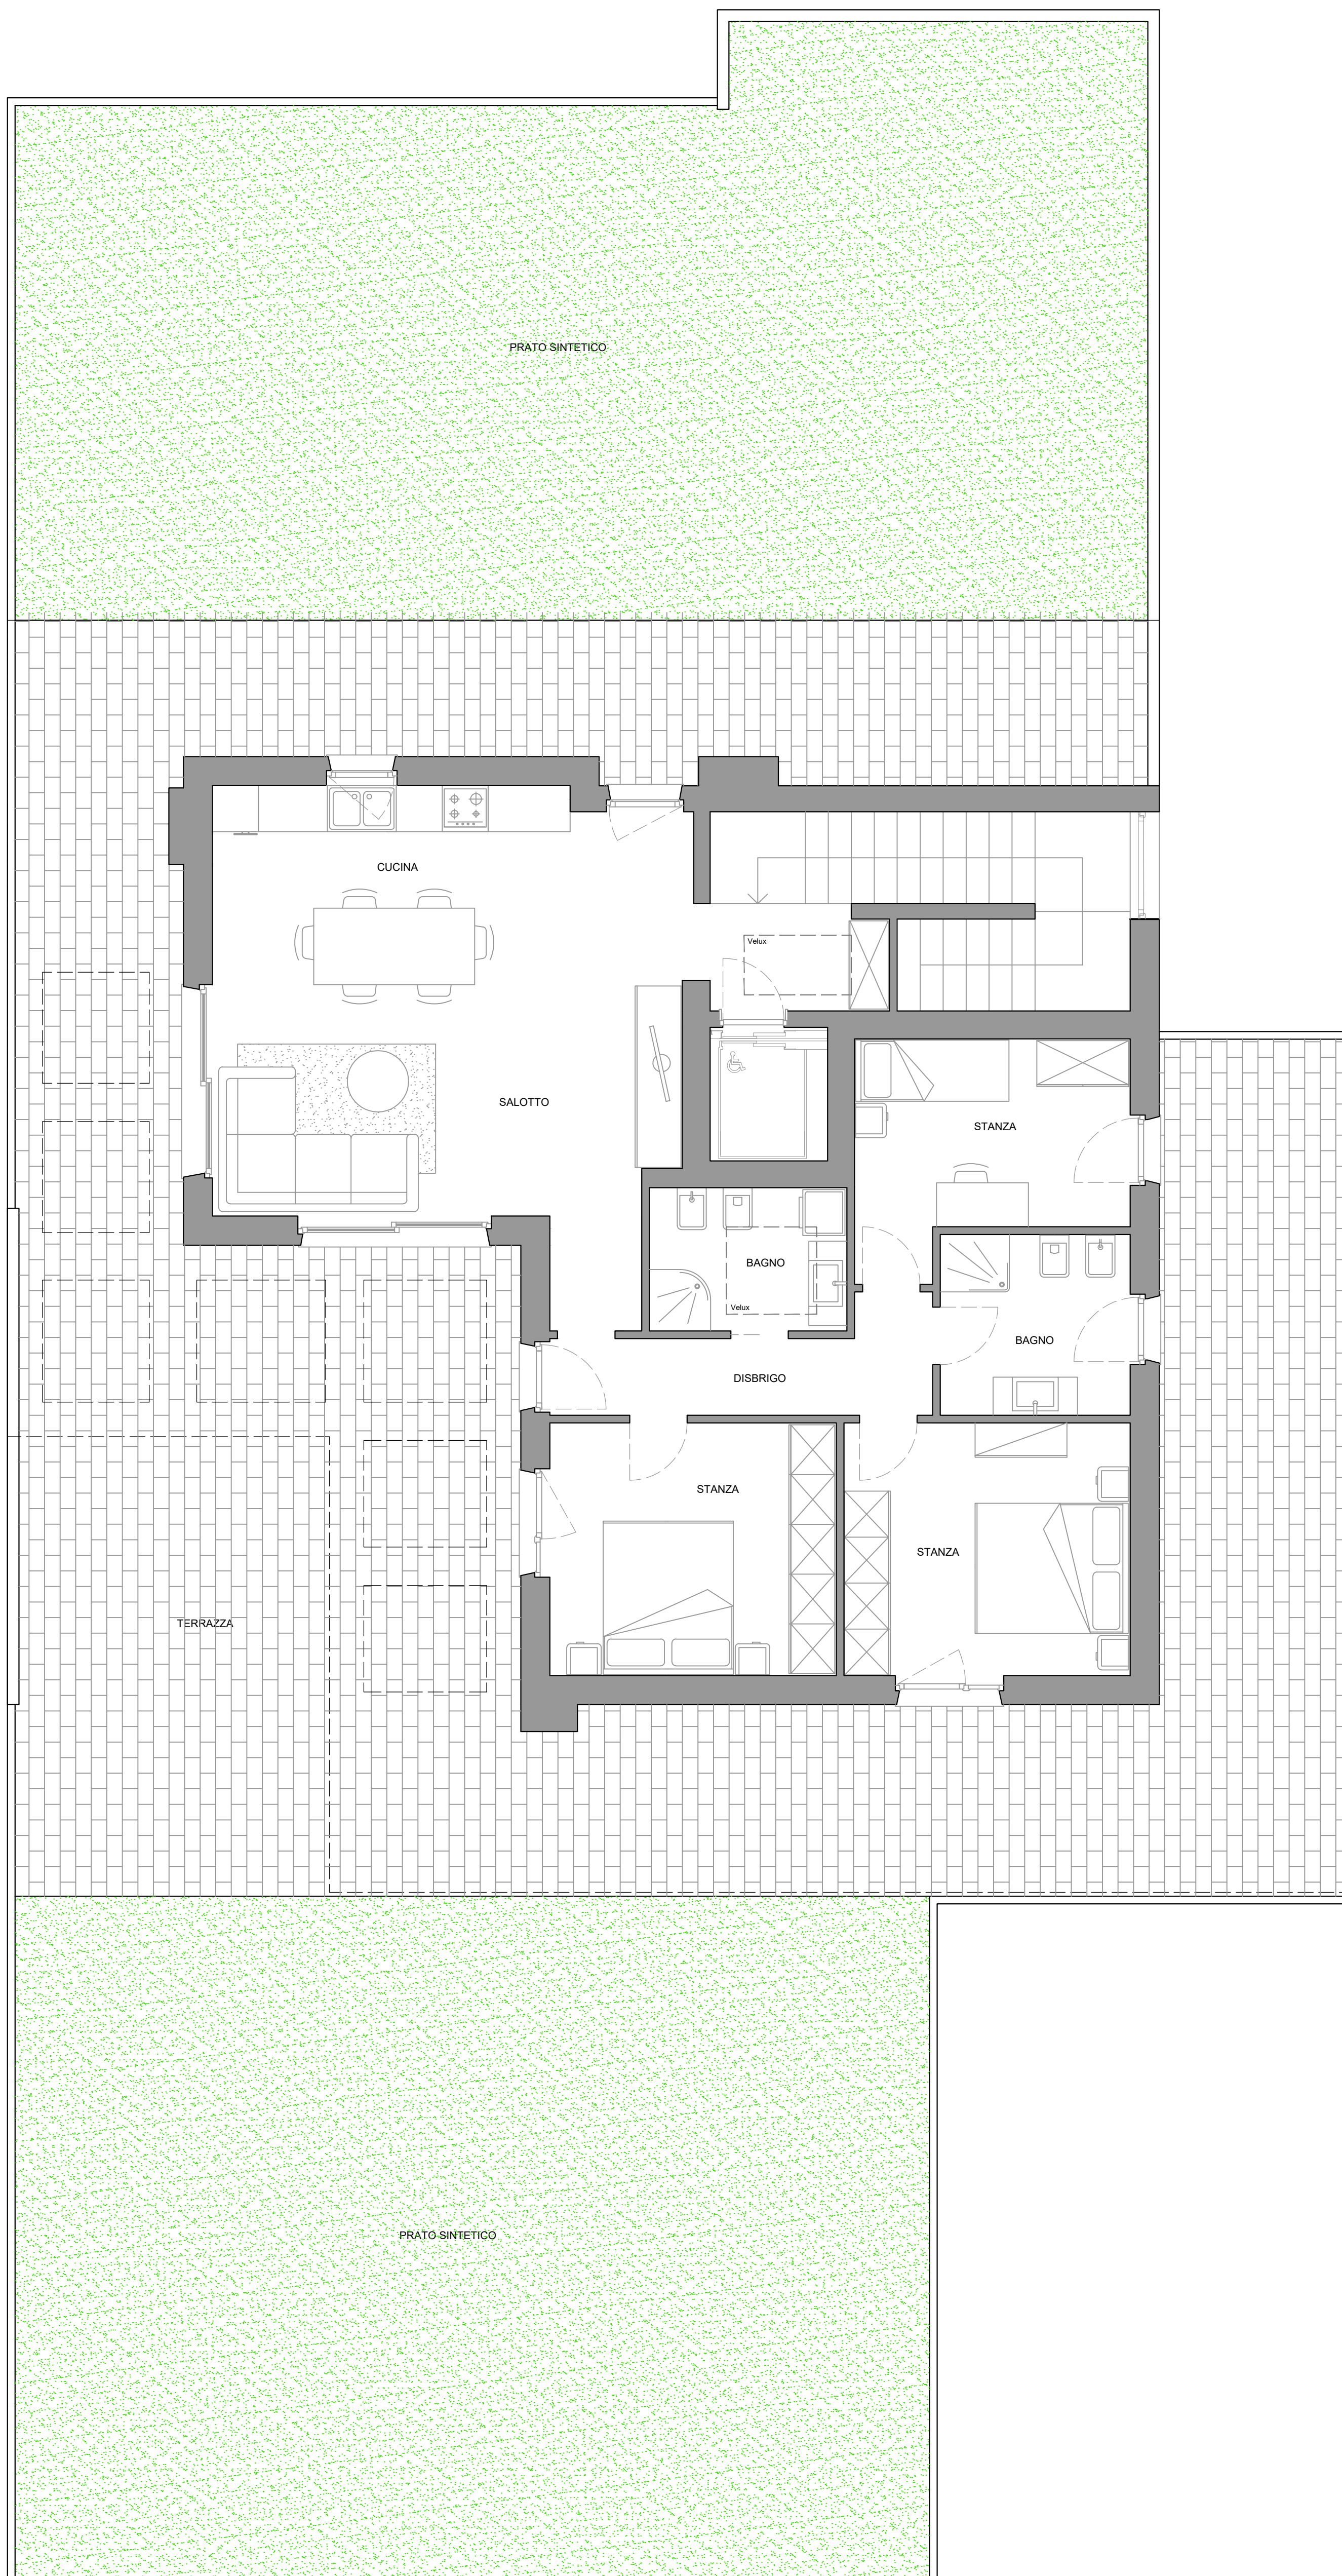 PRATO SINTETICO
CUCINA
Velux
SALOTTO
STANZA
BAGNO
Velux
BAGNO
DISBRIGO
STANZA
STANZA
TERRAZZA
PRATO SINTETICO